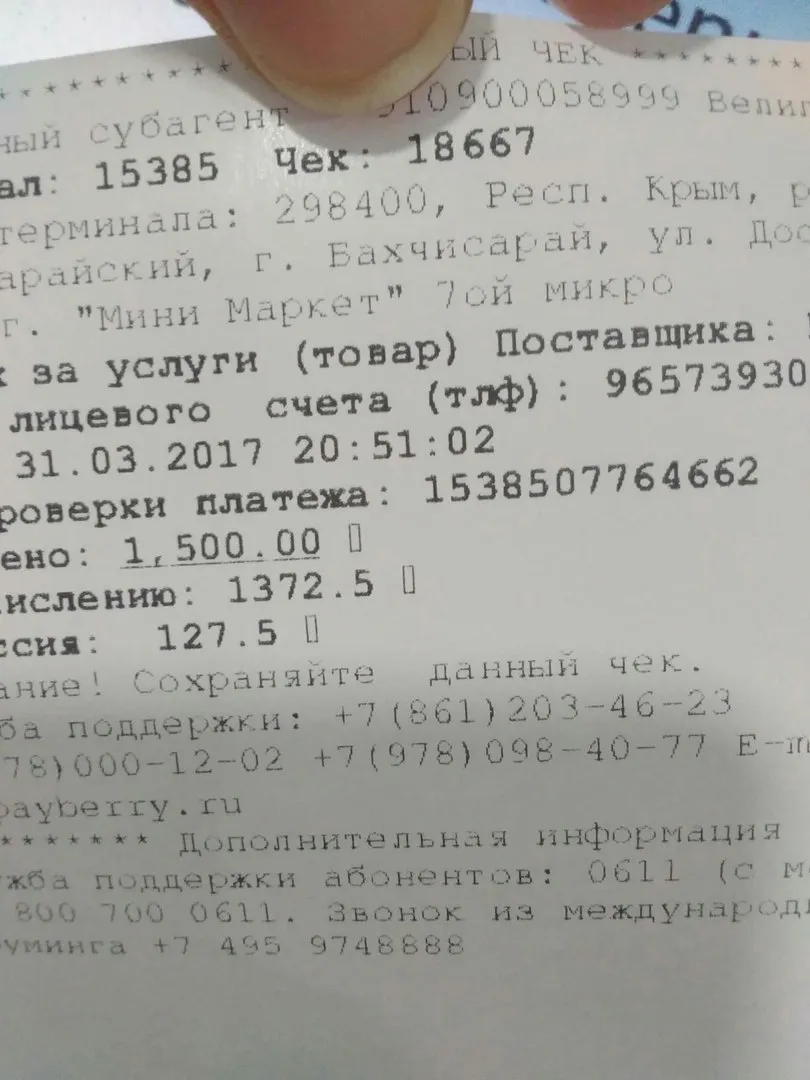 ************ ЫЙ ЧЕК *********
ный субагент 910900058999 Велиг
ал: 15385 Чек: 18667
терминала: 298400, Респ. Крым, р
арайский, г. Бахчисарай, ул. Дос
г. "Мини Маркет" 7ой микро
к за услуги (товар) Поставщика:
лицевого счета (тлф): 96573930
31.03.2017 20:51:02
роверки платежа: 1538507764662
ено: 1,500.00
ислению: 1372.5
ссия: 127.5
ание! Сохраняйте данный чек.
ба поддержки: +7(861)203-46-23
78)000-12-02 +7(978)098-40-77 E-m
payberry.ru
******* Дополнительная информация
жба поддержки абонентов: 0611 (с мо
800 700 0611. Звонок из международн
уминга +7 495 9748888